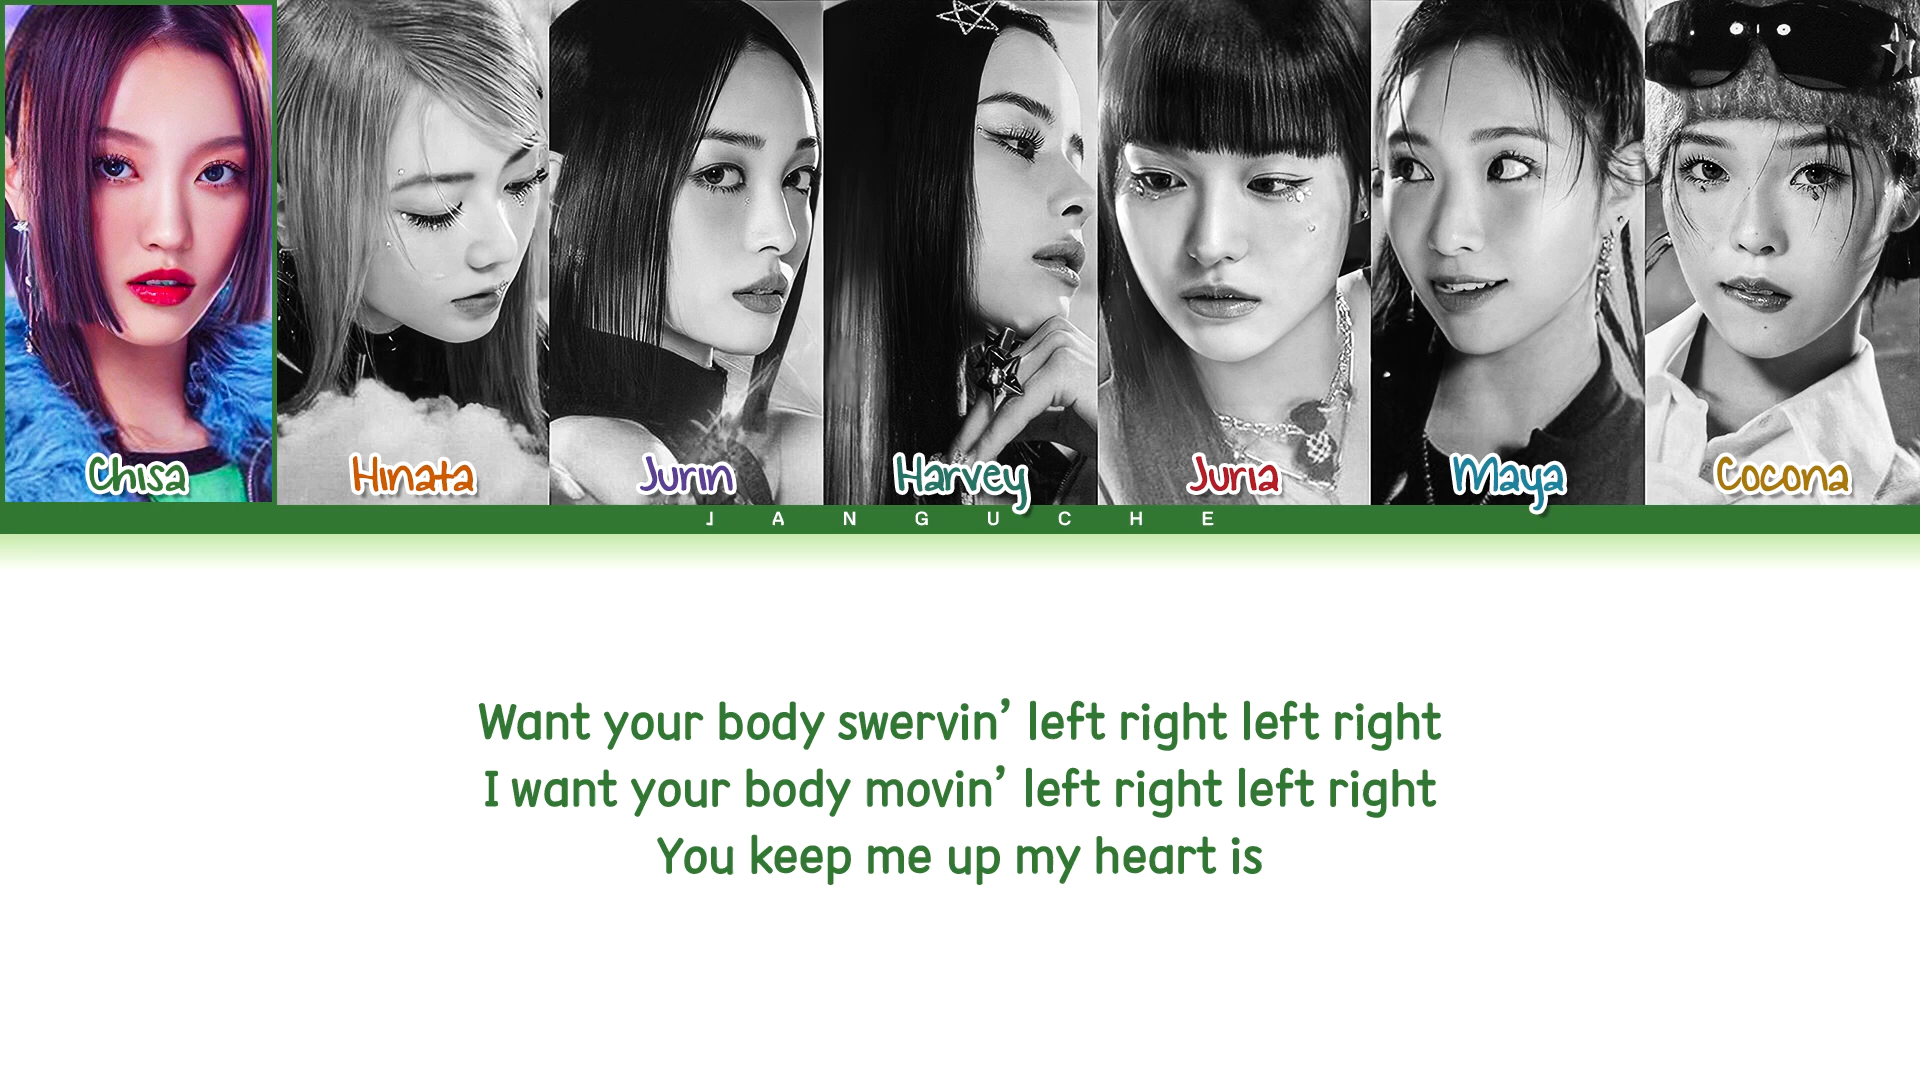 Chisa
Hinata
Jurin
Harvey
Juria
Maya
Cocona
JANGUCHE
Want your body swervin’ left right left right
I want your body movin’ left right left right
You keep me up my heart is